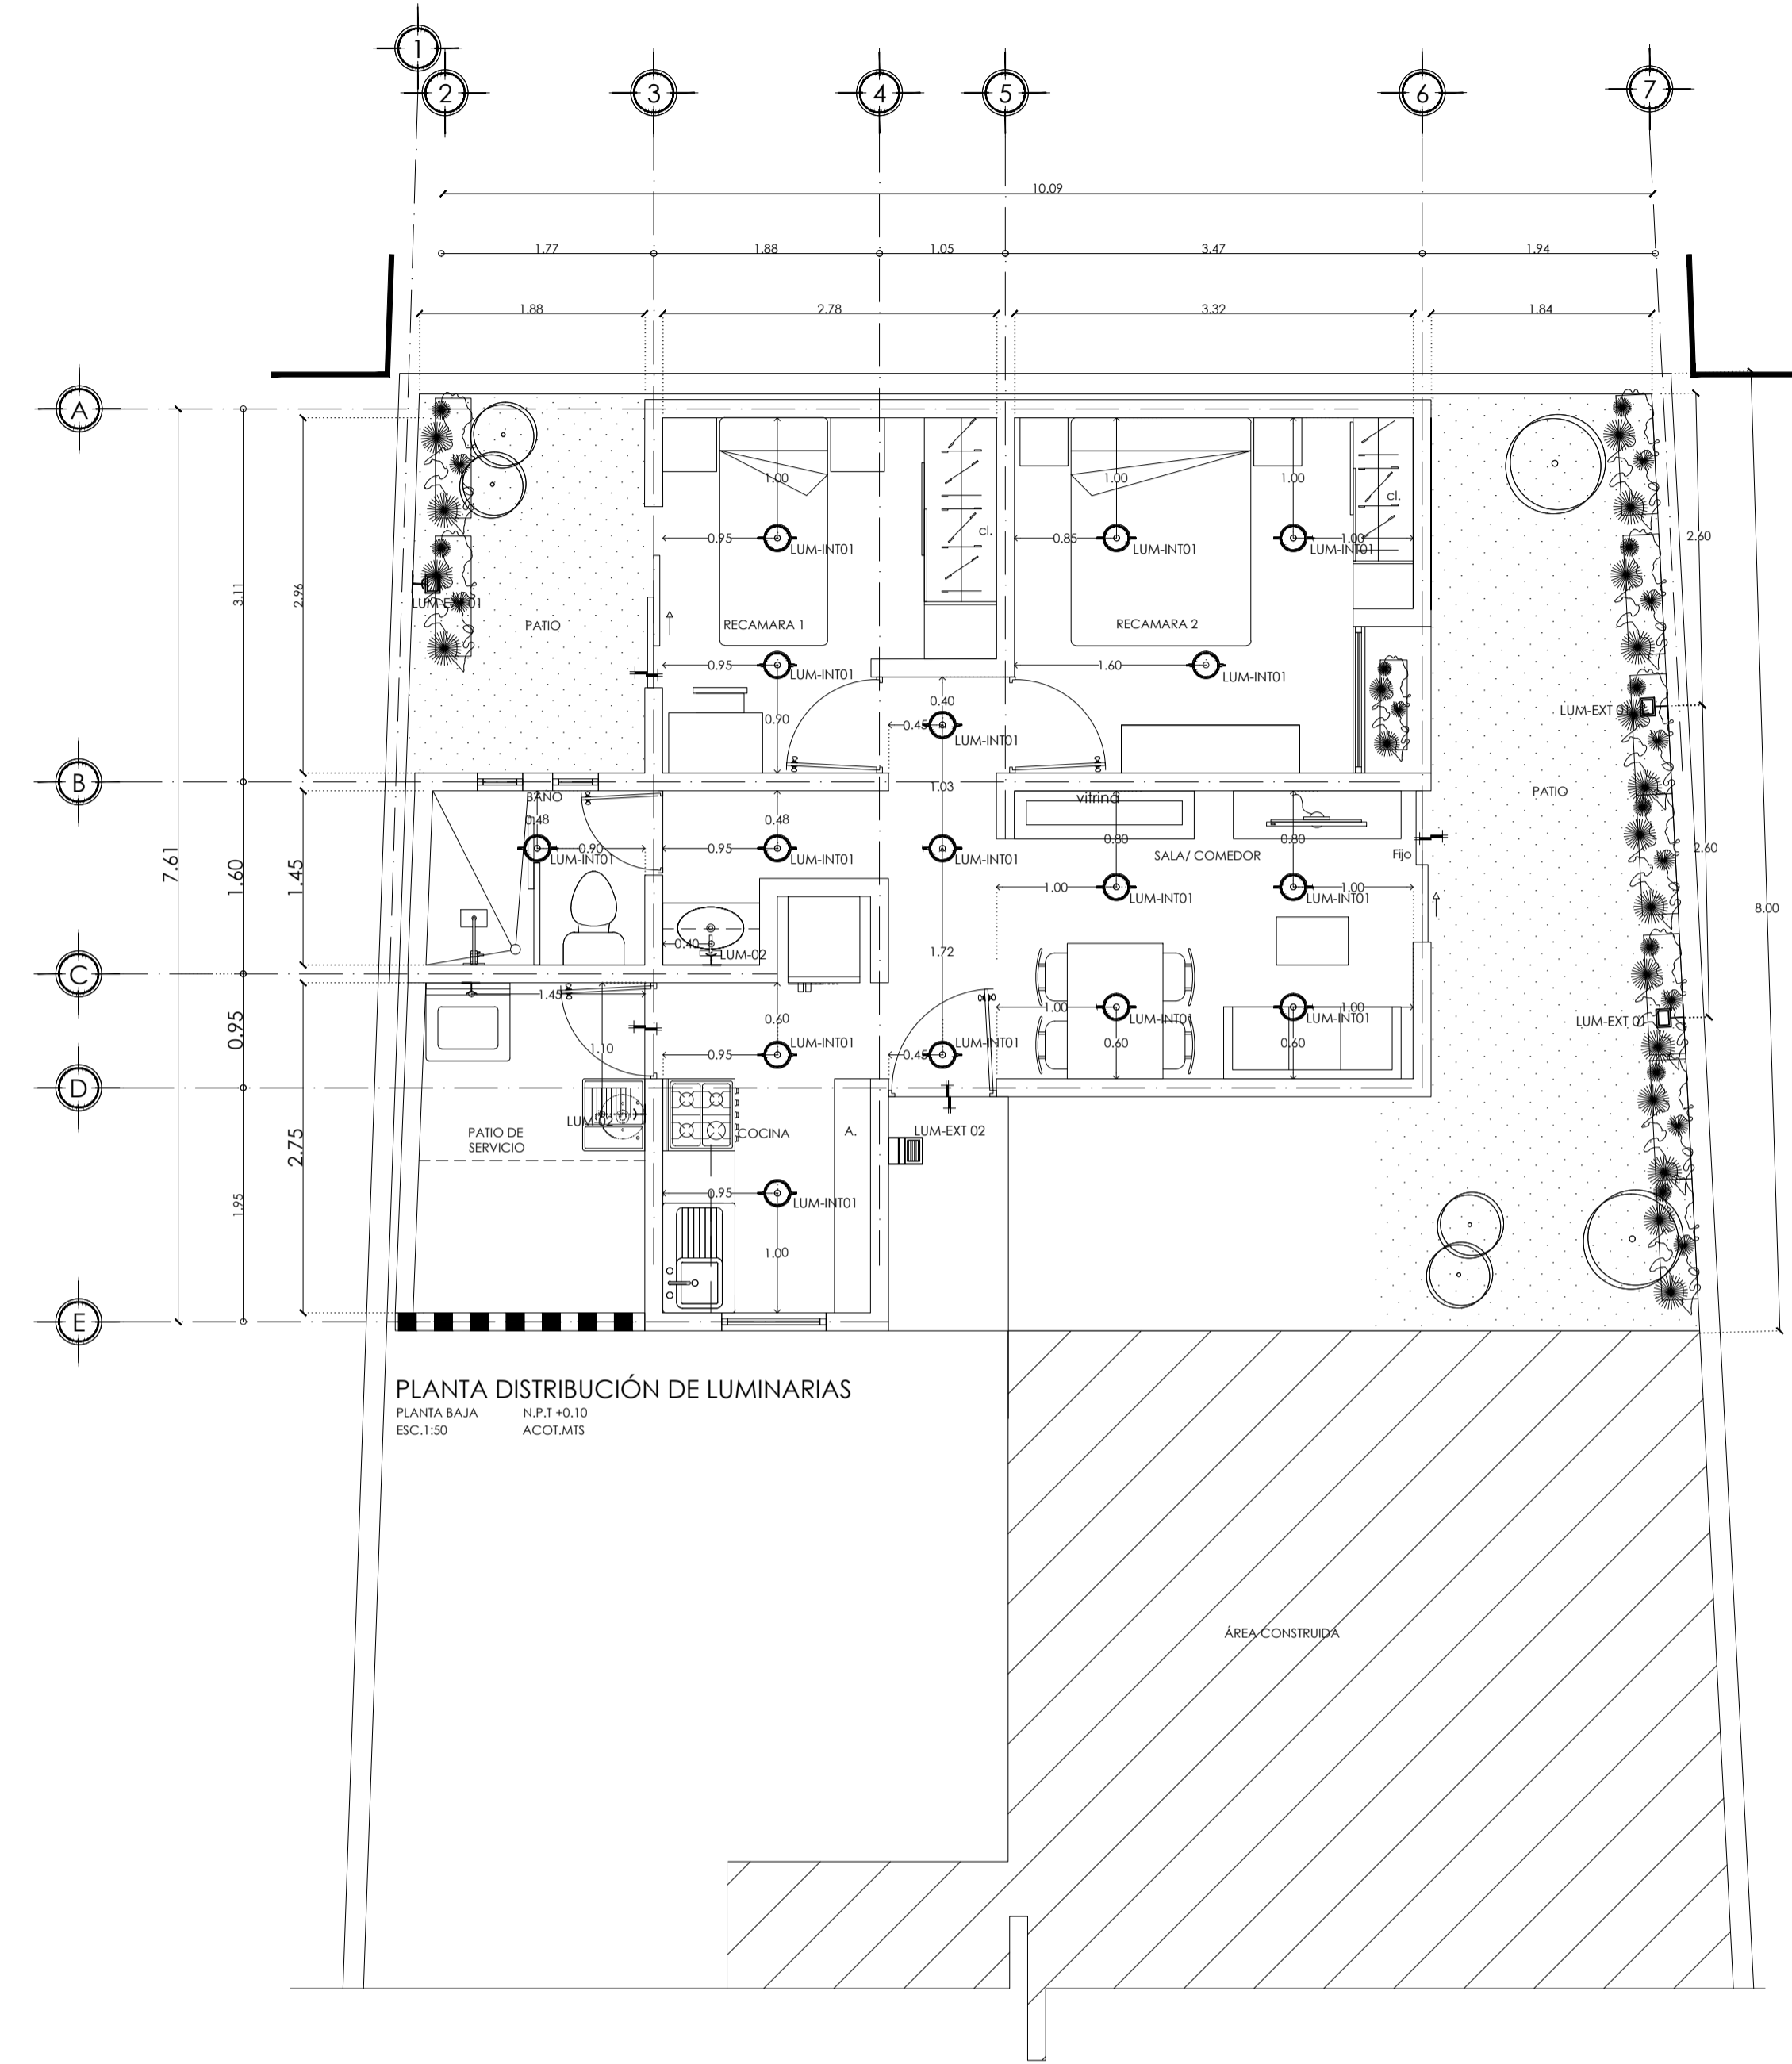 1
2
3
4
5
6
7
10.09
1.77
1.88
1.05
3.47
1.94
1.88
2.78
3.32
1.84
A
1.00
1.00
1.00
cl.
cl.
0.95
LUM-INT01
0.85
LUM-INT01
1.00
LUM-INT01
2.60
3.11
2.96
LUM-EXT 01
PATIO
RECAMARA 1
RECAMARA 2
0.95
LUM-INT01
1.60
LUM-INT01
0.40
0.90
0.45
LUM-INT01
LUM-EXT 01
B
1.03
BAÑO
vitrina
PATIO
0.48
0.48
0.80
0.80
0.90
LUM-INT01
0.95
LUM-INT01
LUM-INT01
SALA/ COMEDOR
Fijo
2.60
7.61
1.60
1.45
1.00
LUM-INT01
1.00
LUM-INT01
8.00
0.40
LUM-02
1.72
C
1.45
0.95
0.60
1.00
LUM-INT01
1.00
LUM-INT01
LUM-EXT 01
1.10
0.95
LUM-INT01
0.45
LUM-INT01
0.60
0.60
D
LUM-02
PATIO DE
SERVICIO
COCINA
A.
LUM-EXT 02
2.75
1.95
0.95
LUM-INT01
1.00
E
PLANTA DISTRIBUCIÓN DE LUMINARIAS
PLANTA BAJA N.P.T +0.10
ESC.1:50 ACOT.MTS
ÁREA CONSTRUIDA